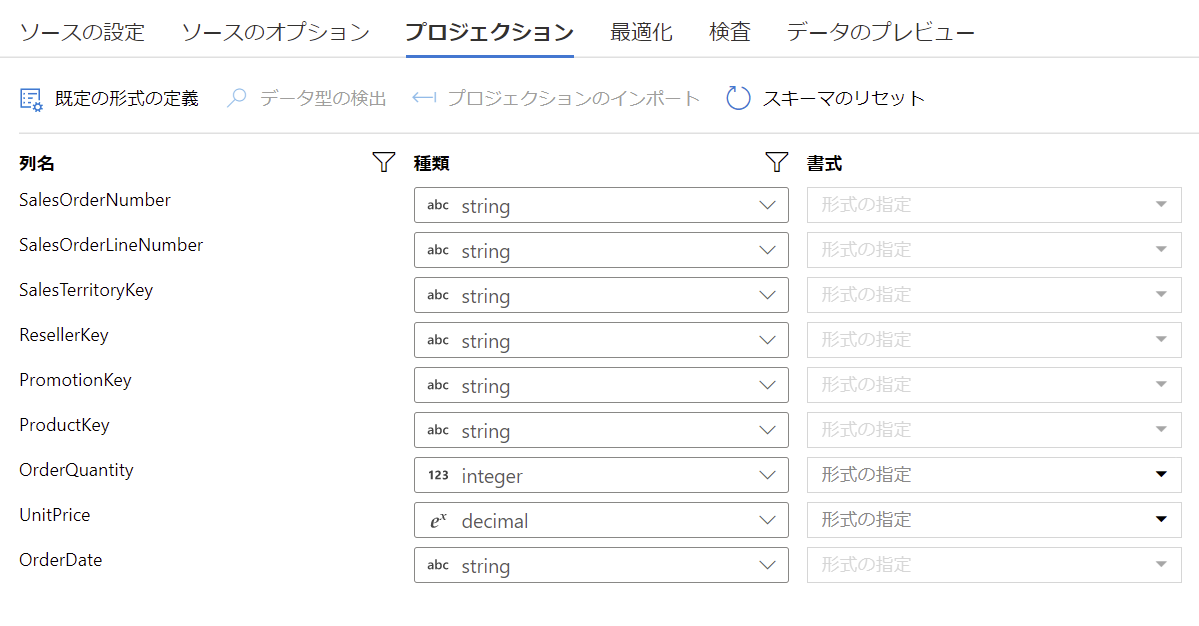 ソースの設定 ソースのオプション プロジェクション 最適化 検査 データのプレビュー
既定の形式の定義 データ型の検出 プロジェクションのインポート スキーマのリセット
列名 種類 書式
SalesOrderNumber abc string 形式の指定
SalesOrderLineNumber abc string 形式の指定
SalesTerritoryKey abc string 形式の指定
ResellerKey abc string 形式の指定
PromotionKey abc string 形式の指定
ProductKey abc string 形式の指定
OrderQuantity 123 integer 形式の指定
UnitPrice eˣ decimal 形式の指定
OrderDate abc string 形式の指定